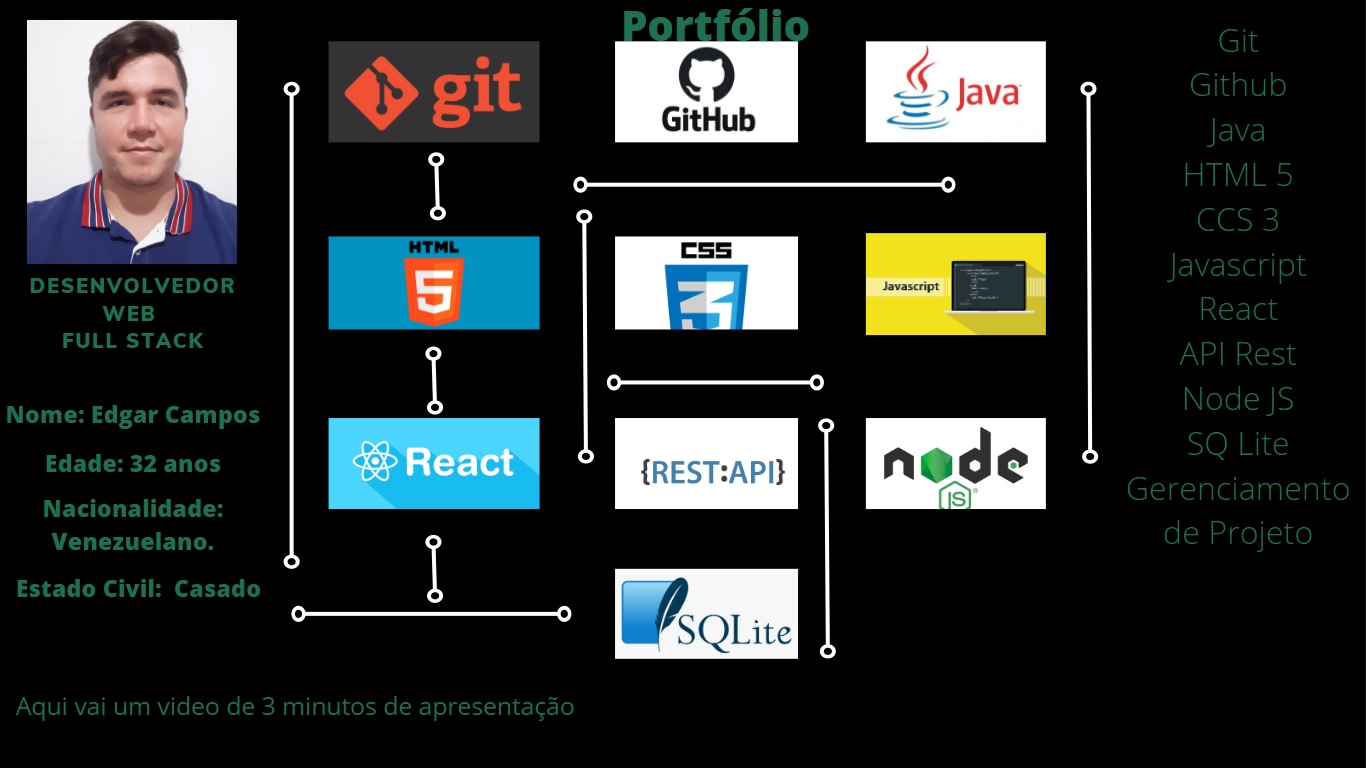 Portfólio
DESENVOLVEDOR
WEB
FULL STACK
Nome: Edgar Campos
Edade: 32 anos
Nacionalidade:
Venezuelano.
Estado Civil: Casado
git
GitHub
Java
HTML
5
CSS
3
Javascript
React
{REST:API}
node
JS
SQLite
Git
Github
Java
HTML 5
CCS 3
Javascript
React
API Rest
Node JS
SQ Lite
Gerenciamento
de Projeto
Aqui vai um video de 3 minutos de apresentação